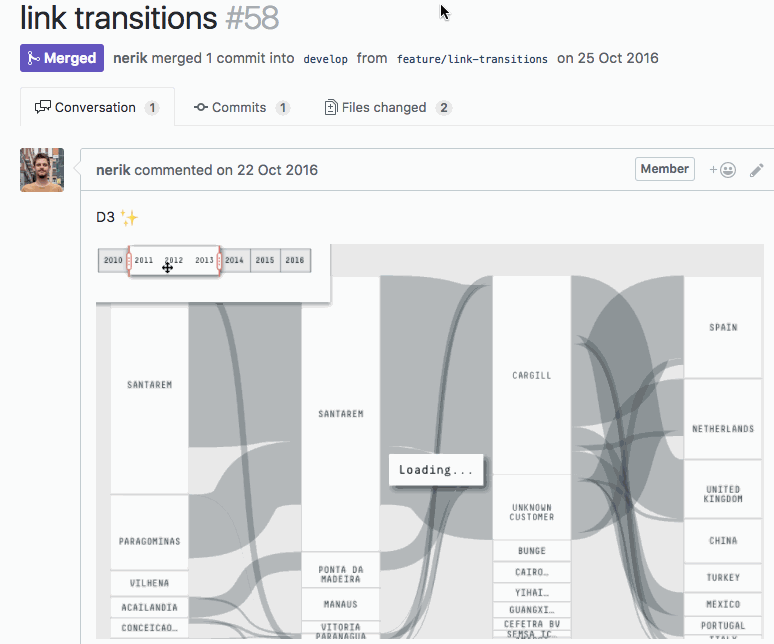 link transitions #58
Merged nerik merged 1 commit into develop from feature/link-transitions on 25 Oct 2016
Conversation 1 Commits 1 Files changed 2
nerik commented on 22 Oct 2016 Member
D3 ✨
2010 2011 2012 2013 2014 2015 2016
SANTAREM
PARAGOMINAS
VILHENA
ACAILANDIA
CONCEICAO…
SANTAREM
PONTA DA
MADEIRA
MANAUS
VITORIA
PARANAGUA
Loading...
CARGILL
UNKNOWN
CUSTOMER
BUNGE
CAIRO…
YIHAI…
GUANGXI…
CEFETRA BV
SEMSA IC…
SPAIN
NETHERLANDS
UNITED
KINGDOM
CHINA
TURKEY
MEXICO
PORTUGAL
ITALY